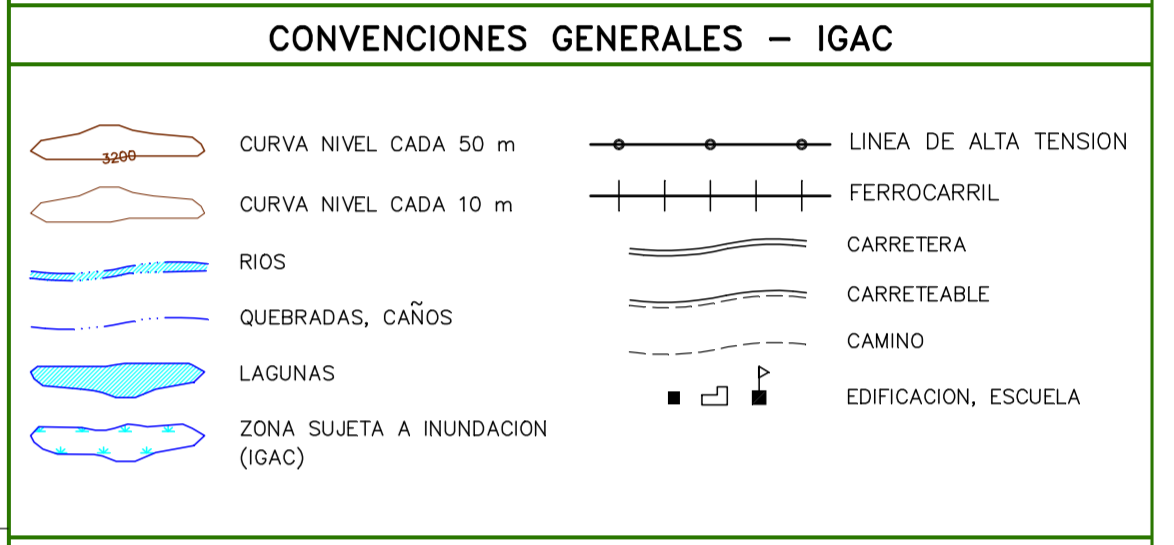 CONVENCIONES GENERALES – IGAC
3200
CURVA NIVEL CADA 50 m
CURVA NIVEL CADA 10 m
RIOS
QUEBRADAS, CAÑOS
LAGUNAS
ZONA SUJETA A INUNDACION
(IGAC)
LINEA DE ALTA TENSION
FERROCARRIL
CARRETERA
CARRETEABLE
CAMINO
EDIFICACION, ESCUELA